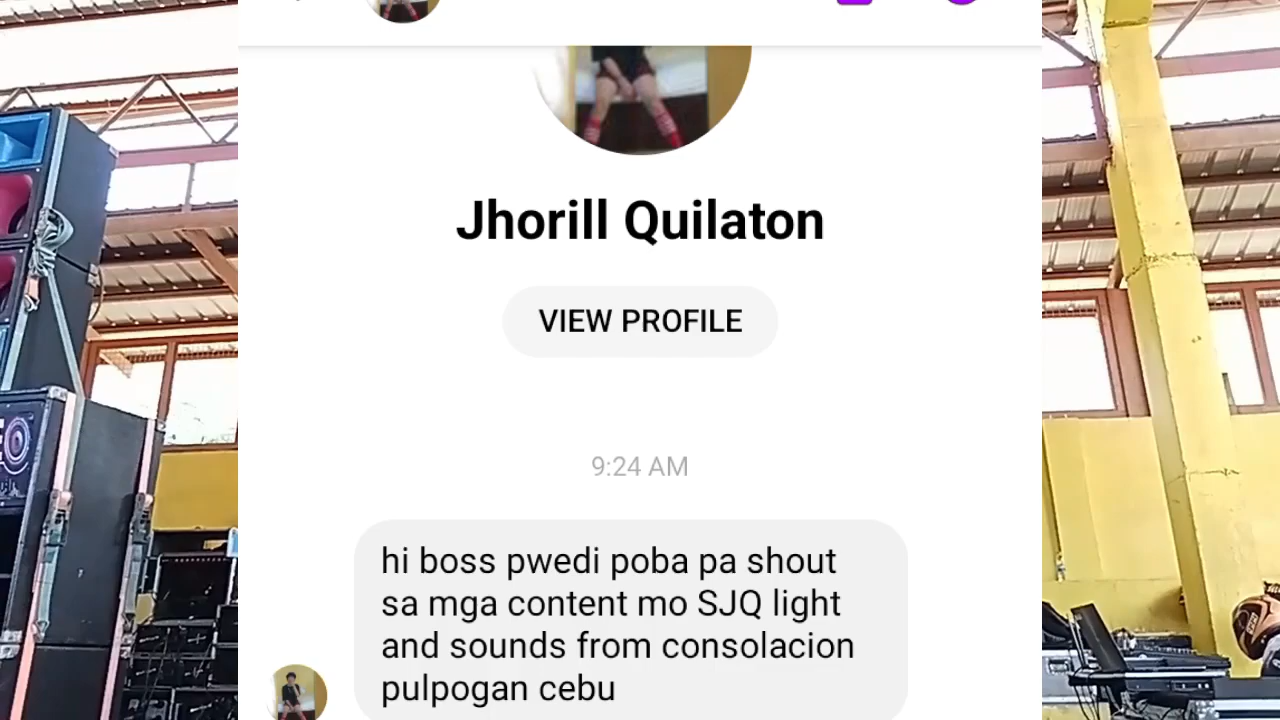 Jhorill Quilaton
VIEW PROFILE
9:24 AM
hi boss pwedi poba pa shout
sa mga content mo SJQ light
and sounds from consolacion
pulpogan cebu